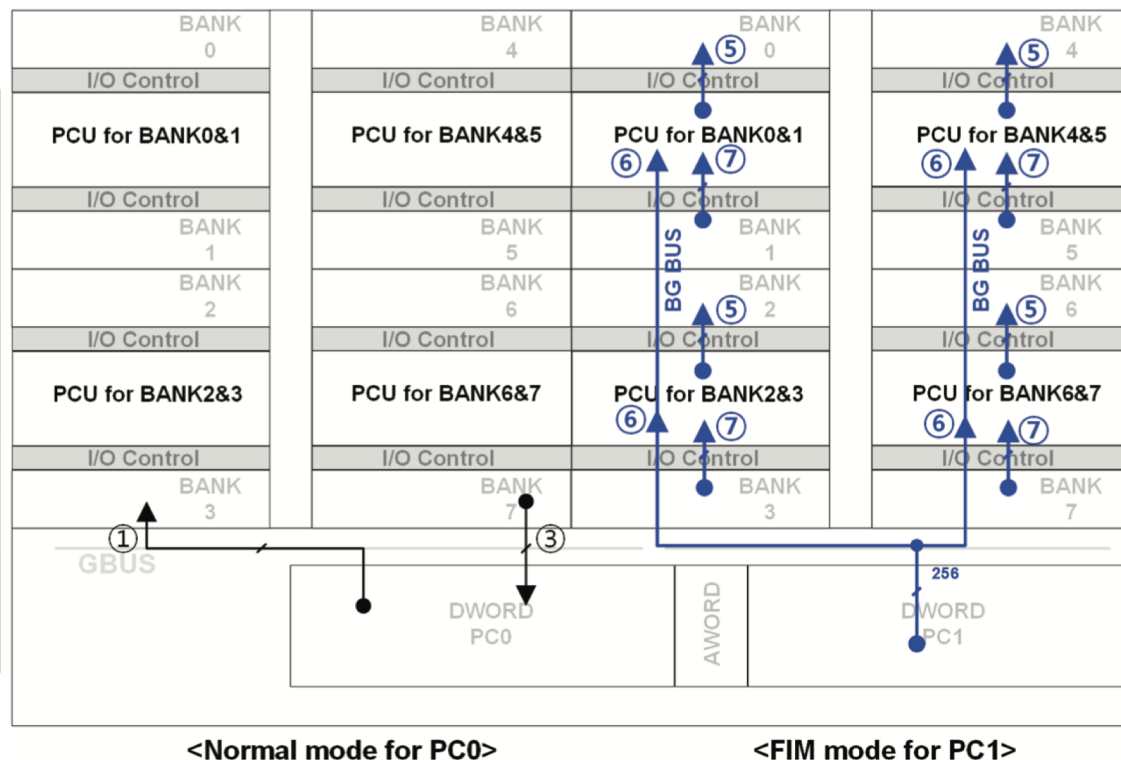 BANK
0
I/O Control
PCU for BANK0&1
I/O Control
BANK
1
BANK
2
I/O Control
PCU for BANK2&3
I/O Control
BANK
3
BANK
4
I/O Control
PCU for BANK4&5
I/O Control
BANK
5
BANK
6
I/O Control
PCU for BANK6&7
I/O Control
BANK
7
⑤
BANK
0
I/O Control
PCU for BANK0&1
⑥
⑦
I/O Control
BG BUS
BANK
1
BANK
⑤
2
I/O Control
PCU for BANK2&3
⑥
⑦
I/O Control
BANK
3
⑤
BANK
4
I/O Control
PCU for BANK4&5
⑥
⑦
I/O Control
BG BUS
BANK
5
BANK
⑤
6
I/O Control
PCU for BANK6&7
⑥
⑦
I/O Control
BANK
7
①
③
GBUS
256
DWORD
PC0
AWORD
DWORD
PC1
<Normal mode for PC0>
<FIM mode for PC1>